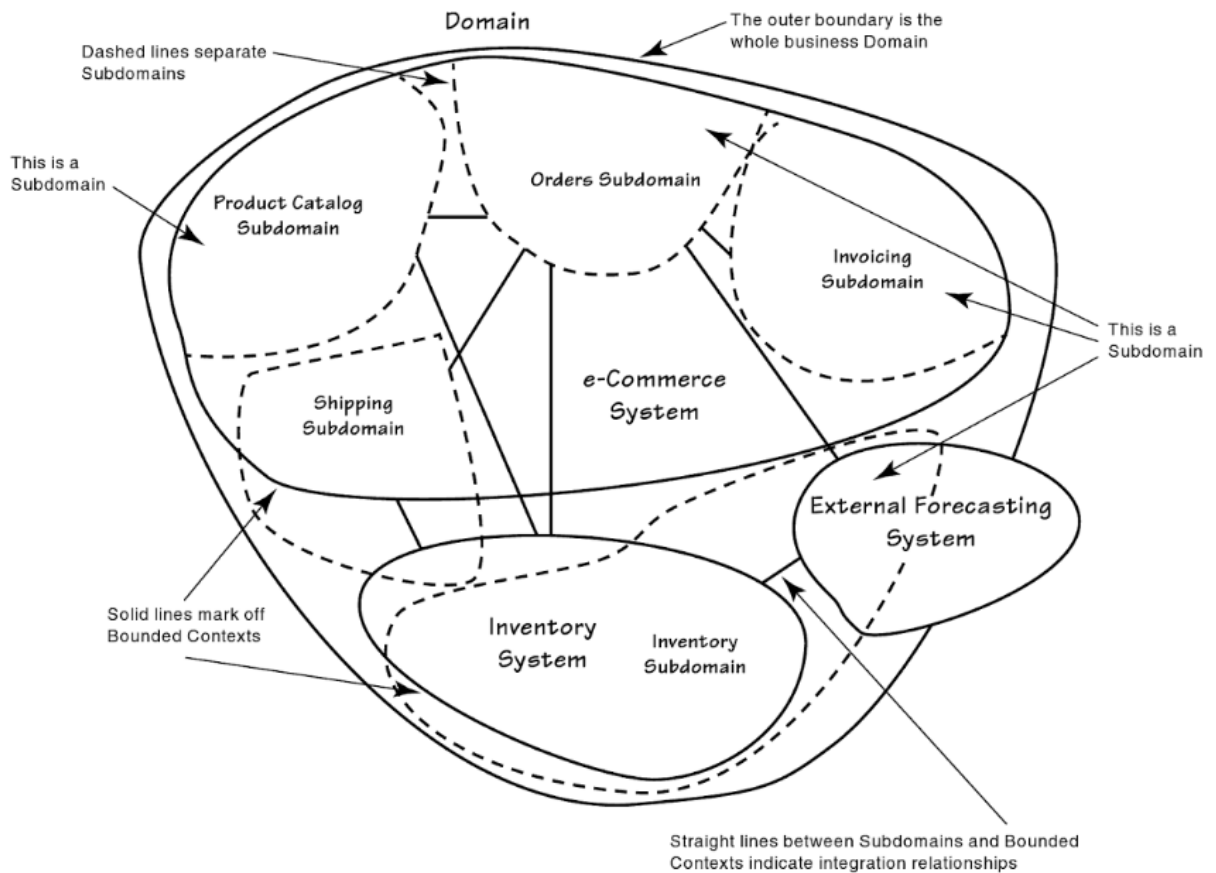 Domain
The outer boundary is the
whole business Domain
Dashed lines separate
Subdomains
This is a
Subdomain
Product Catalog
Subdomain
Orders Subdomain
Invoicing
Subdomain
This is a
Subdomain
e-Commerce
System
Shipping
Subdomain
External Forecasting
System
Solid lines mark off
Bounded Contexts
Inventory
System
Inventory
Subdomain
Straight lines between Subdomains and Bounded
Contexts indicate integration relationships